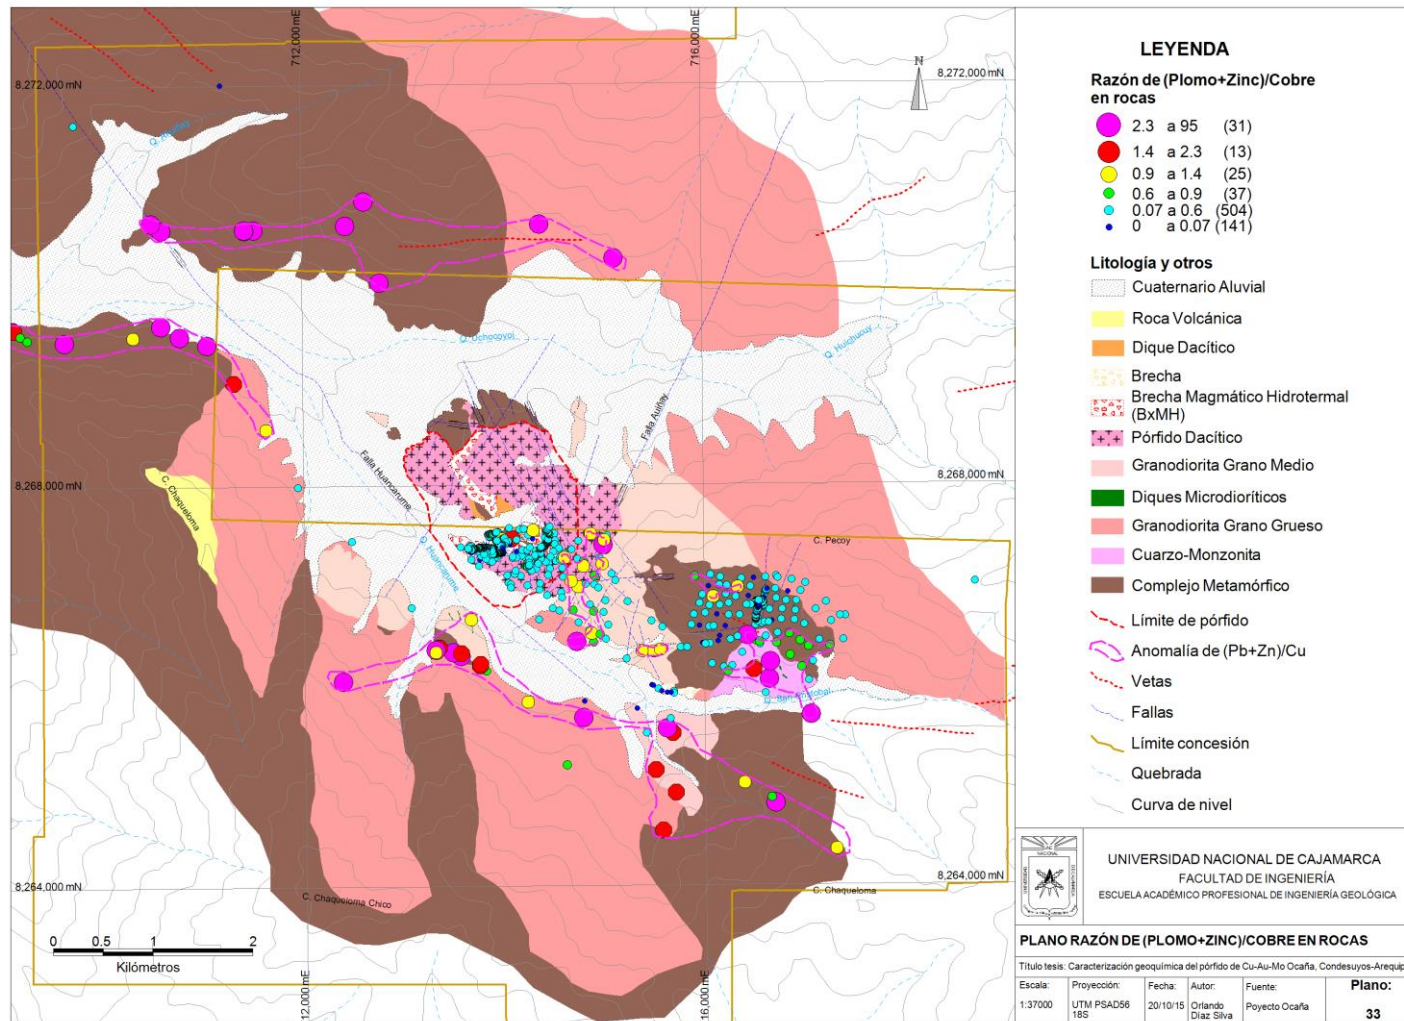 712,000 mE
716,000 mE
8,272,000 mN
8,272,000 mN
N
Q. Uchocoyoj
Q. Huichucuy
Falla Auliñay
Falla Huancarume
8,268,000 mN
8,268,000 mN
C. Chaqueloma
Q. Huancarume
C. Pecoy
Q. San Cristobal
8,264,000 mN
8,264,000 mN
C. Chaqueloma Chico
C. Chaqueloma
0 0.5 1 2
Kilómetros
12,000 mE
16,000 mE
LEYENDA
Razón de (Plomo+Zinc)/Cobre
en rocas
2.3 a 95 (31)
1.4 a 2.3 (13)
0.9 a 1.4 (25)
0.6 a 0.9 (37)
0.07 a 0.6 (504)
0 a 0.07 (141)
Litología y otros
Cuaternario Aluvial
Roca Volcánica
Dique Dacítico
Brecha
Brecha Magmático Hidrotermal
(BxMH)
Pórfido Dacítico
Granodiorita Grano Medio
Diques Microdioríticos
Granodiorita Grano Grueso
Cuarzo-Monzonita
Complejo Metamórfico
Límite de pórfido
Anomalía de (Pb+Zn)/Cu
Vetas
Fallas
Límite concesión
Quebrada
Curva de nivel
UNIVERSIDAD NACIONAL DE CAJAMARCA
FACULTAD DE INGENIERÍA
ESCUELA ACADÉMICO PROFESIONAL DE INGENIERÍA GEOLÓGICA
PLANO RAZÓN DE (PLOMO+ZINC)/COBRE EN ROCAS
Título tesis: Caracterización geoquímica del pórfido de Cu-Au-Mo Ocaña, Condesuyos-Arequip
Escala: Proyección: Fecha: Autor: Fuente: Plano:
1:37000 UTM PSAD56 20/10/15 Orlando Poyecto Ocaña 33
18S Díaz Silva